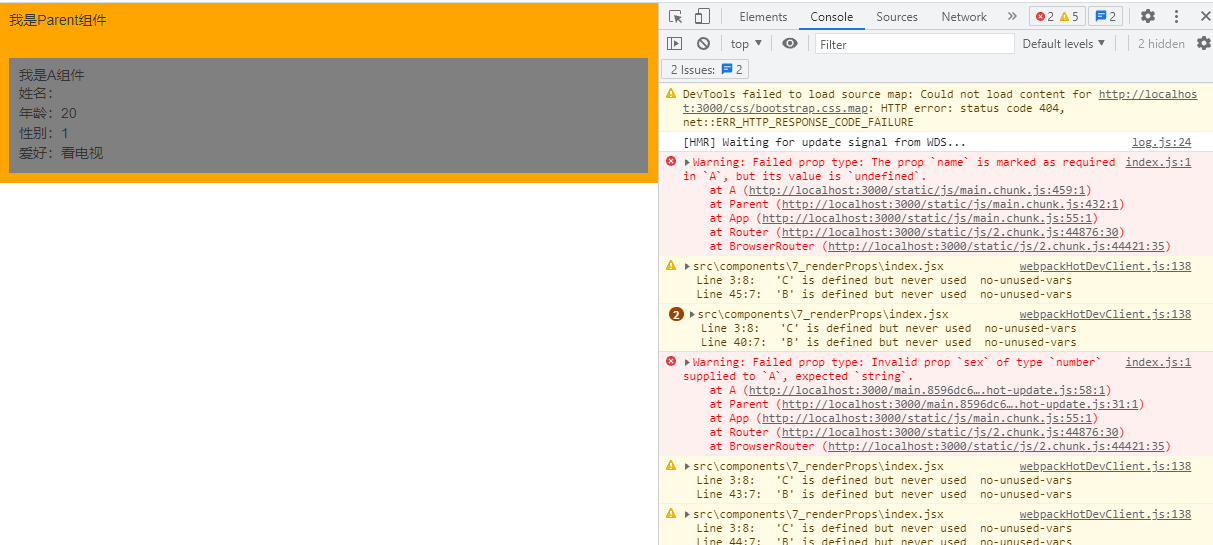 我是Parent组件
我是A组件
姓名：
年龄：20
性别：1
爱好：看电视
Elements Console Sources Network » 2 5 2
top ▼ Filter Default levels ▼ 2 hidden
2 Issues: 2
DevTools failed to load source map: Could not load content for http://localhos
t:3000/css/bootstrap.css.map: HTTP error: status code 404,
net::ERR_HTTP_RESPONSE_CODE_FAILURE
[HMR] Waiting for update signal from WDS... log.js:24
▶Warning: Failed prop type: The prop `name` is marked as required index.js:1
in `A`, but its value is `undefined`.
at A (http://localhost:3000/static/js/main.chunk.js:459:1)
at Parent (http://localhost:3000/static/js/main.chunk.js:432:1)
at App (http://localhost:3000/static/js/main.chunk.js:55:1)
at Router (http://localhost:3000/static/js/2.chunk.js:44876:30)
at BrowserRouter (http://localhost:3000/static/js/2.chunk.js:44421:35)
▶src\components\7_renderProps\index.jsx webpackHotDevClient.js:138
Line 3:8: 'C' is defined but never used no-unused-vars
Line 45:7: 'B' is defined but never used no-unused-vars
2 ▶src\components\7_renderProps\index.jsx webpackHotDevClient.js:138
Line 3:8: 'C' is defined but never used no-unused-vars
Line 40:7: 'B' is defined but never used no-unused-vars
▶Warning: Failed prop type: Invalid prop `sex` of type `number` index.js:1
supplied to `A`, expected `string`.
at A (http://localhost:3000/main.8596dc6….hot-update.js:58:1)
at Parent (http://localhost:3000/main.8596dc6….hot-update.js:31:1)
at App (http://localhost:3000/static/js/main.chunk.js:55:1)
at Router (http://localhost:3000/static/js/2.chunk.js:44876:30)
at BrowserRouter (http://localhost:3000/static/js/2.chunk.js:44421:35)
▶src\components\7_renderProps\index.jsx webpackHotDevClient.js:138
Line 3:8: 'C' is defined but never used no-unused-vars
Line 43:7: 'B' is defined but never used no-unused-vars
▶src\components\7_renderProps\index.jsx webpackHotDevClient.js:138
Line 3:8: 'C' is defined but never used no-unused-vars
Line 44:7: 'B' is defined but never used no-unused-vars